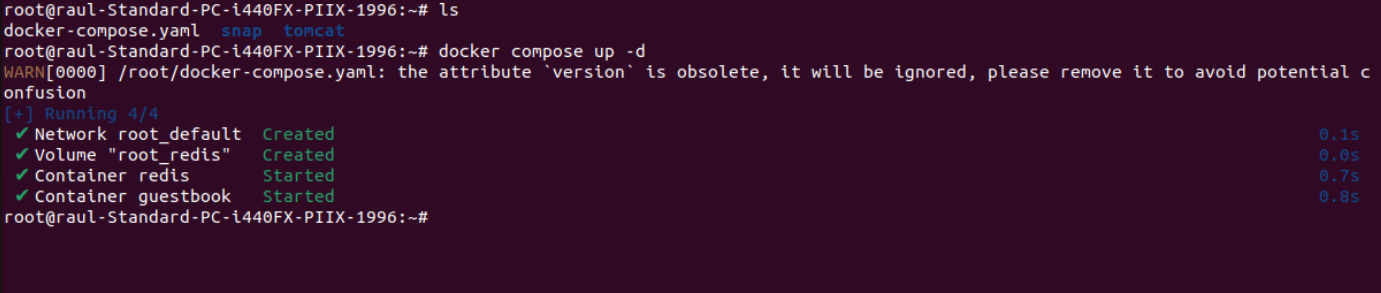 root@raul-Standard-PC-i440FX-PIIX-1996:~# ls
docker-compose.yaml  snap  tomcat
root@raul-Standard-PC-i440FX-PIIX-1996:~# docker compose up -d
WARN[0000] /root/docker-compose.yaml: the attribute `version` is obsolete, it will be ignored, please remove it to avoid potential c
onfusion
[+] Running 4/4
 ✔ Network root_default  Created 0.1s
 ✔ Volume "root_redis"   Created 0.0s
 ✔ Container redis       Started 0.7s
 ✔ Container guestbook   Started 0.8s
root@raul-Standard-PC-i440FX-PIIX-1996:~#